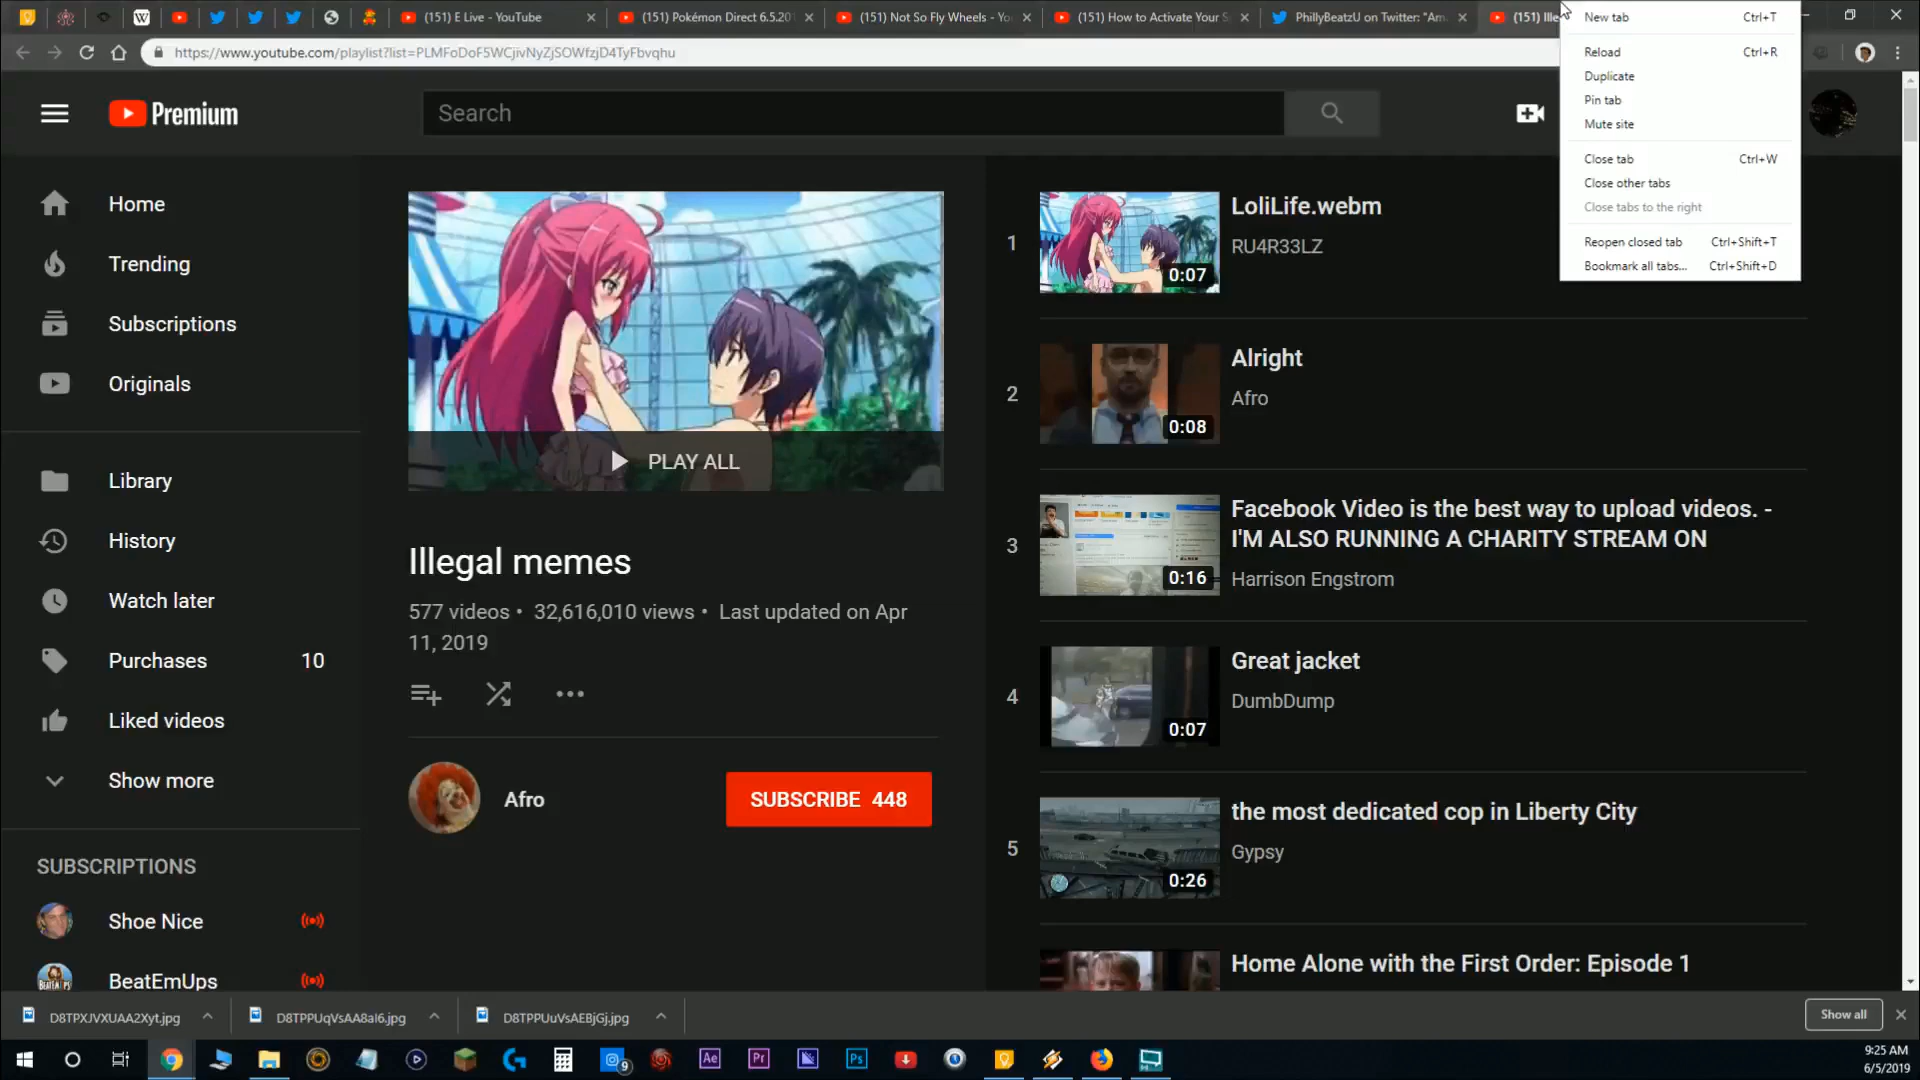 (151) E Live - YouTube
(151) Pokémon Direct 6.5.201
(151) Not So Fly Wheels - Yo
(151) How to Activate Your S
PhillyBeatzU on Twitter: "Am
(151) Ille
https://www.youtube.com/playlist?list=PLMFoDoF5WCjivNyZjSOWfzjD4TyFbvqhu
New tab Ctrl+T
Reload Ctrl+R
Duplicate
Pin tab
Mute site
Close tab Ctrl+W
Close other tabs
Close tabs to the right
Reopen closed tab Ctrl+Shift+T
Bookmark all tabs... Ctrl+Shift+D
Premium
Search
Home
Trending
Subscriptions
Originals
Library
History
Watch later
Purchases 10
Liked videos
Show more
SUBSCRIPTIONS
Shoe Nice
BeatEmUps
PLAY ALL
Illegal memes
577 videos • 32,616,010 views • Last updated on Apr
11, 2019
Afro
SUBSCRIBE 448
1
0:07
LoliLife.webm
RU4R33LZ
2
0:08
Alright
Afro
3
0:16
Facebook Video is the best way to upload videos. -
I'M ALSO RUNNING A CHARITY STREAM ON
Harrison Engstrom
4
0:07
Great jacket
DumbDump
5
0:26
the most dedicated cop in Liberty City
Gypsy
Home Alone with the First Order: Episode 1
D8TPXJVXUAA2Xyt.jpg
D8TPPUqVsAA8aI6.jpg
D8TPPUuVsAEBjGj.jpg
Show all
9
Ae
Pr
Ps
9:25 AM
6/5/2019